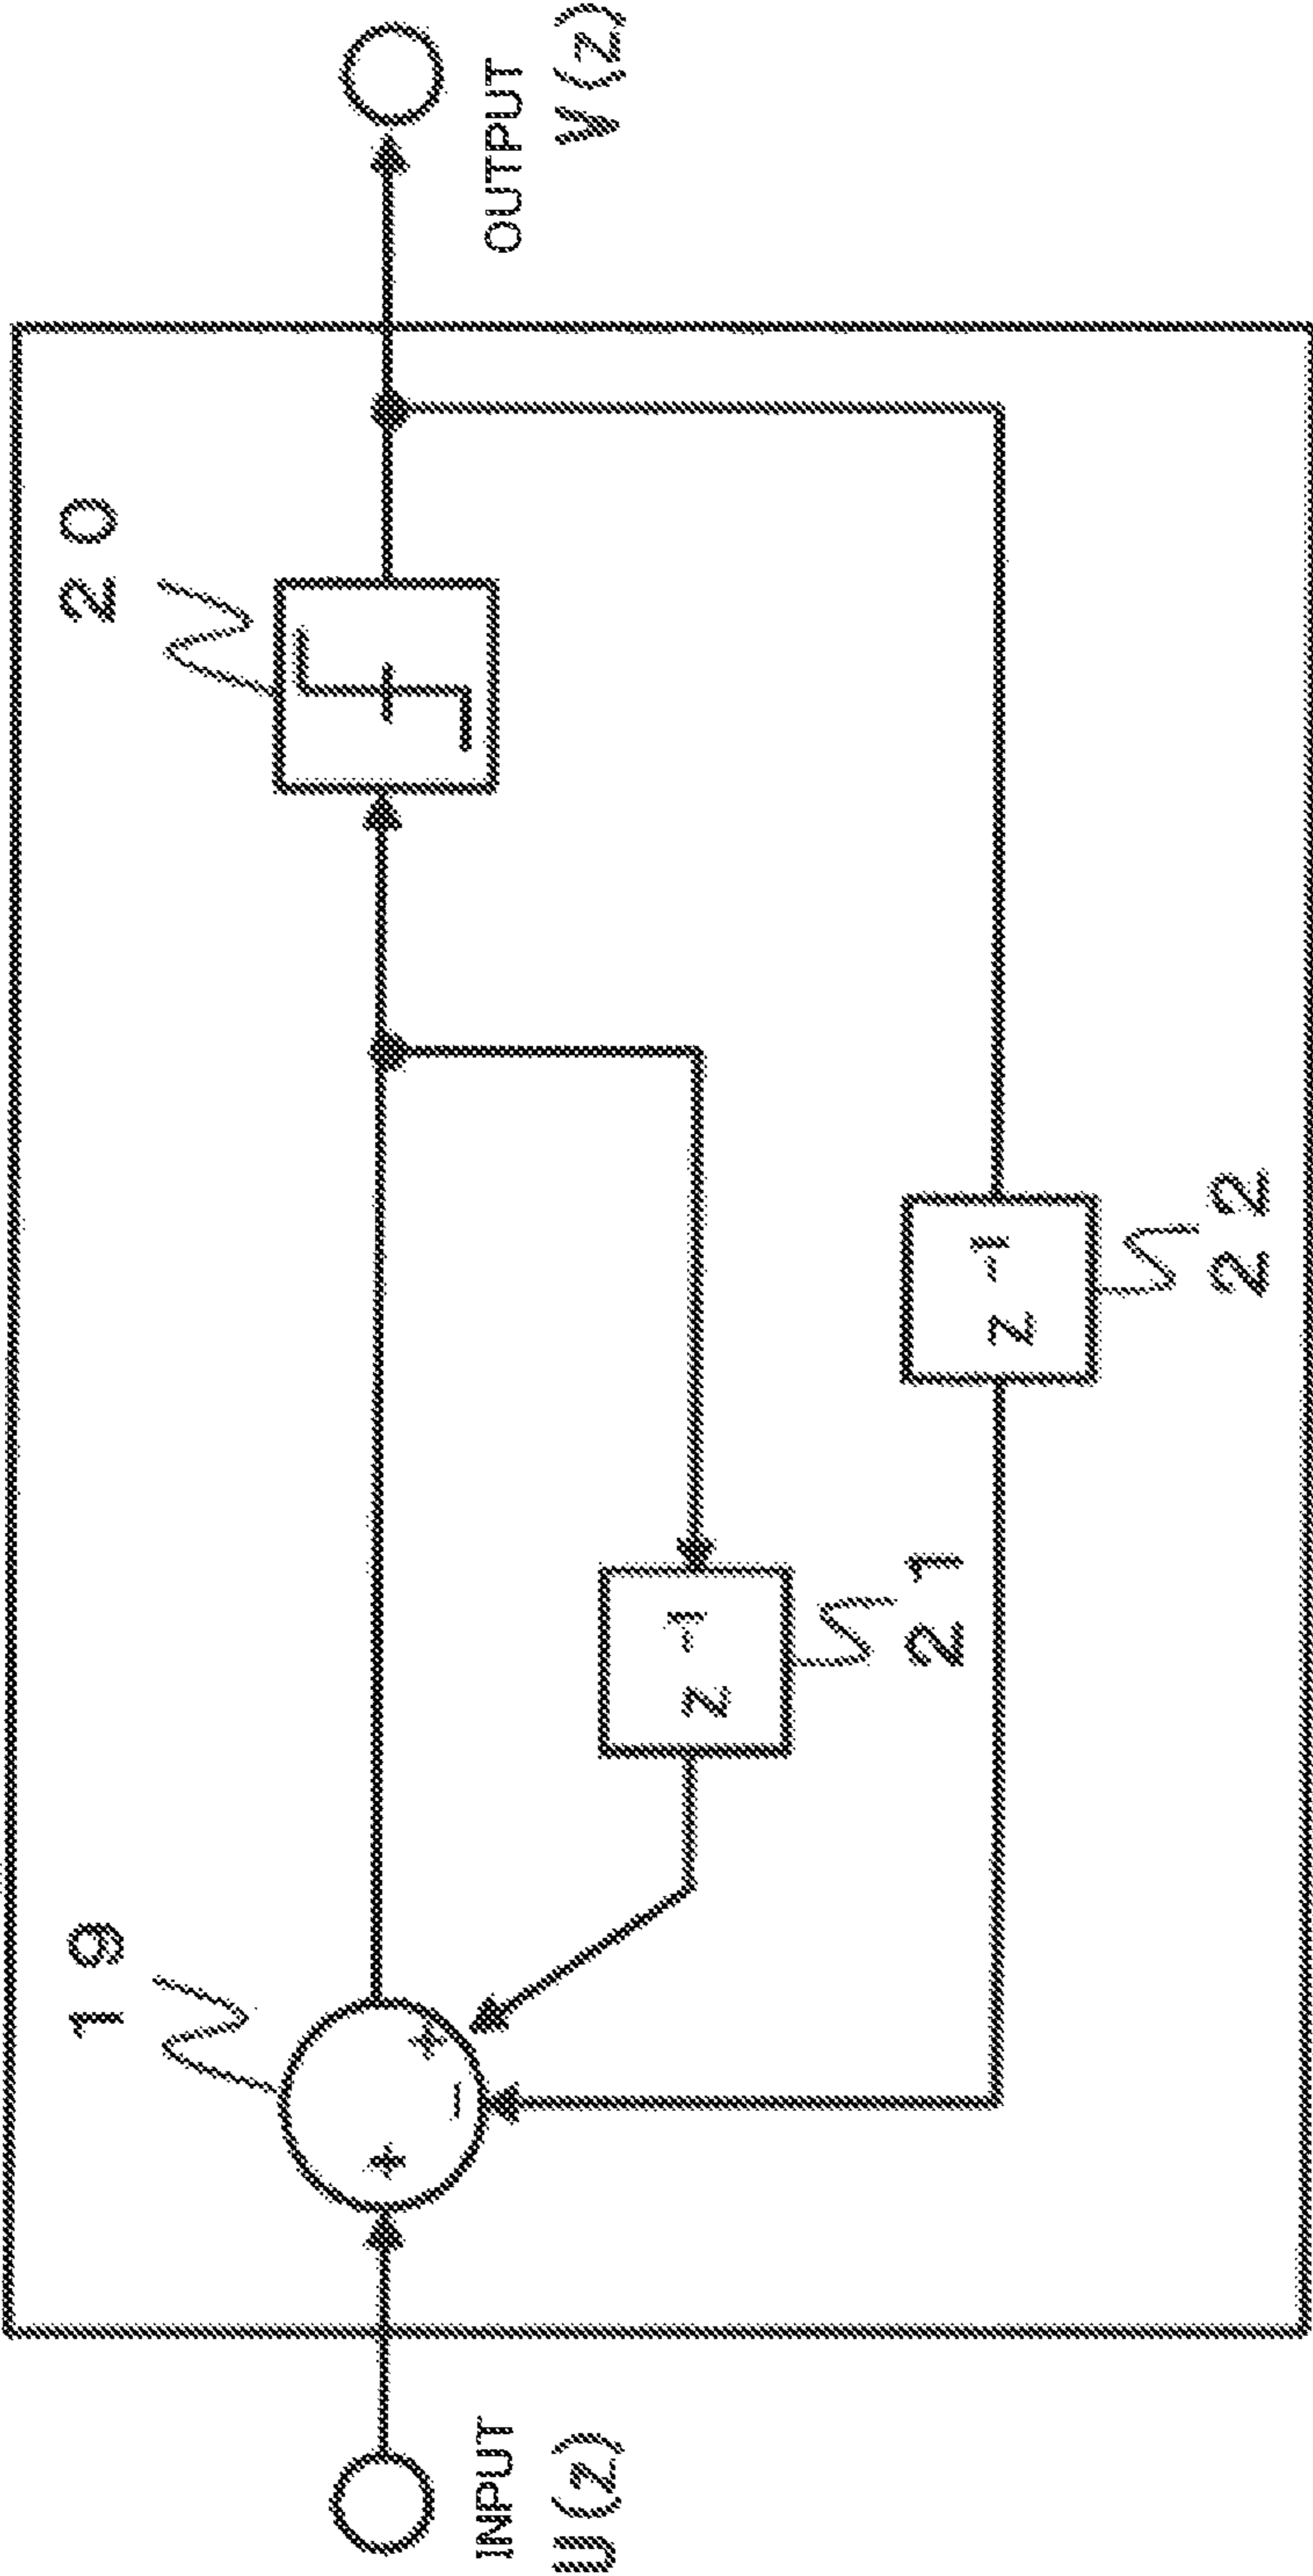 19
20
+
+
-
z⁻¹
21
z⁻¹
22
INPUT
U(z)
OUTPUT
V(z)